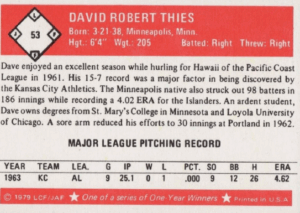 53
DAVID ROBERT THIES
Born: 3-21-38, Minneapolis, Minn.
Hgt.: 6'4" Wgt.: 205 Batted: Right Threw: Right
Dave enjoyed an excellent season while hurling for Hawaii of the Pacific Coast
League in 1961. His 15-7 record was a major factor in being discovered by
the Kansas City Athletics. The Minneapolis native also struck out 98 batters in
186 innings while recording a 4.02 ERA for the Islanders. An ardent student,
Dave owns degrees from St. Mary's College in Minnesota and Loyola University
of Chicago. A sore arm reduced his efforts to 30 innings at Portland in 1962.
MAJOR LEAGUE PITCHING RECORD
YEAR TEAM LEA. G IP W L PCT. SO BB H ERA
1963 KC AL 9 25.1 0 1 .000 9 12 26 4.62
© 1979 LCF/JAF ★ One of a series of One Year Winners ★ Printed in U.S.A.